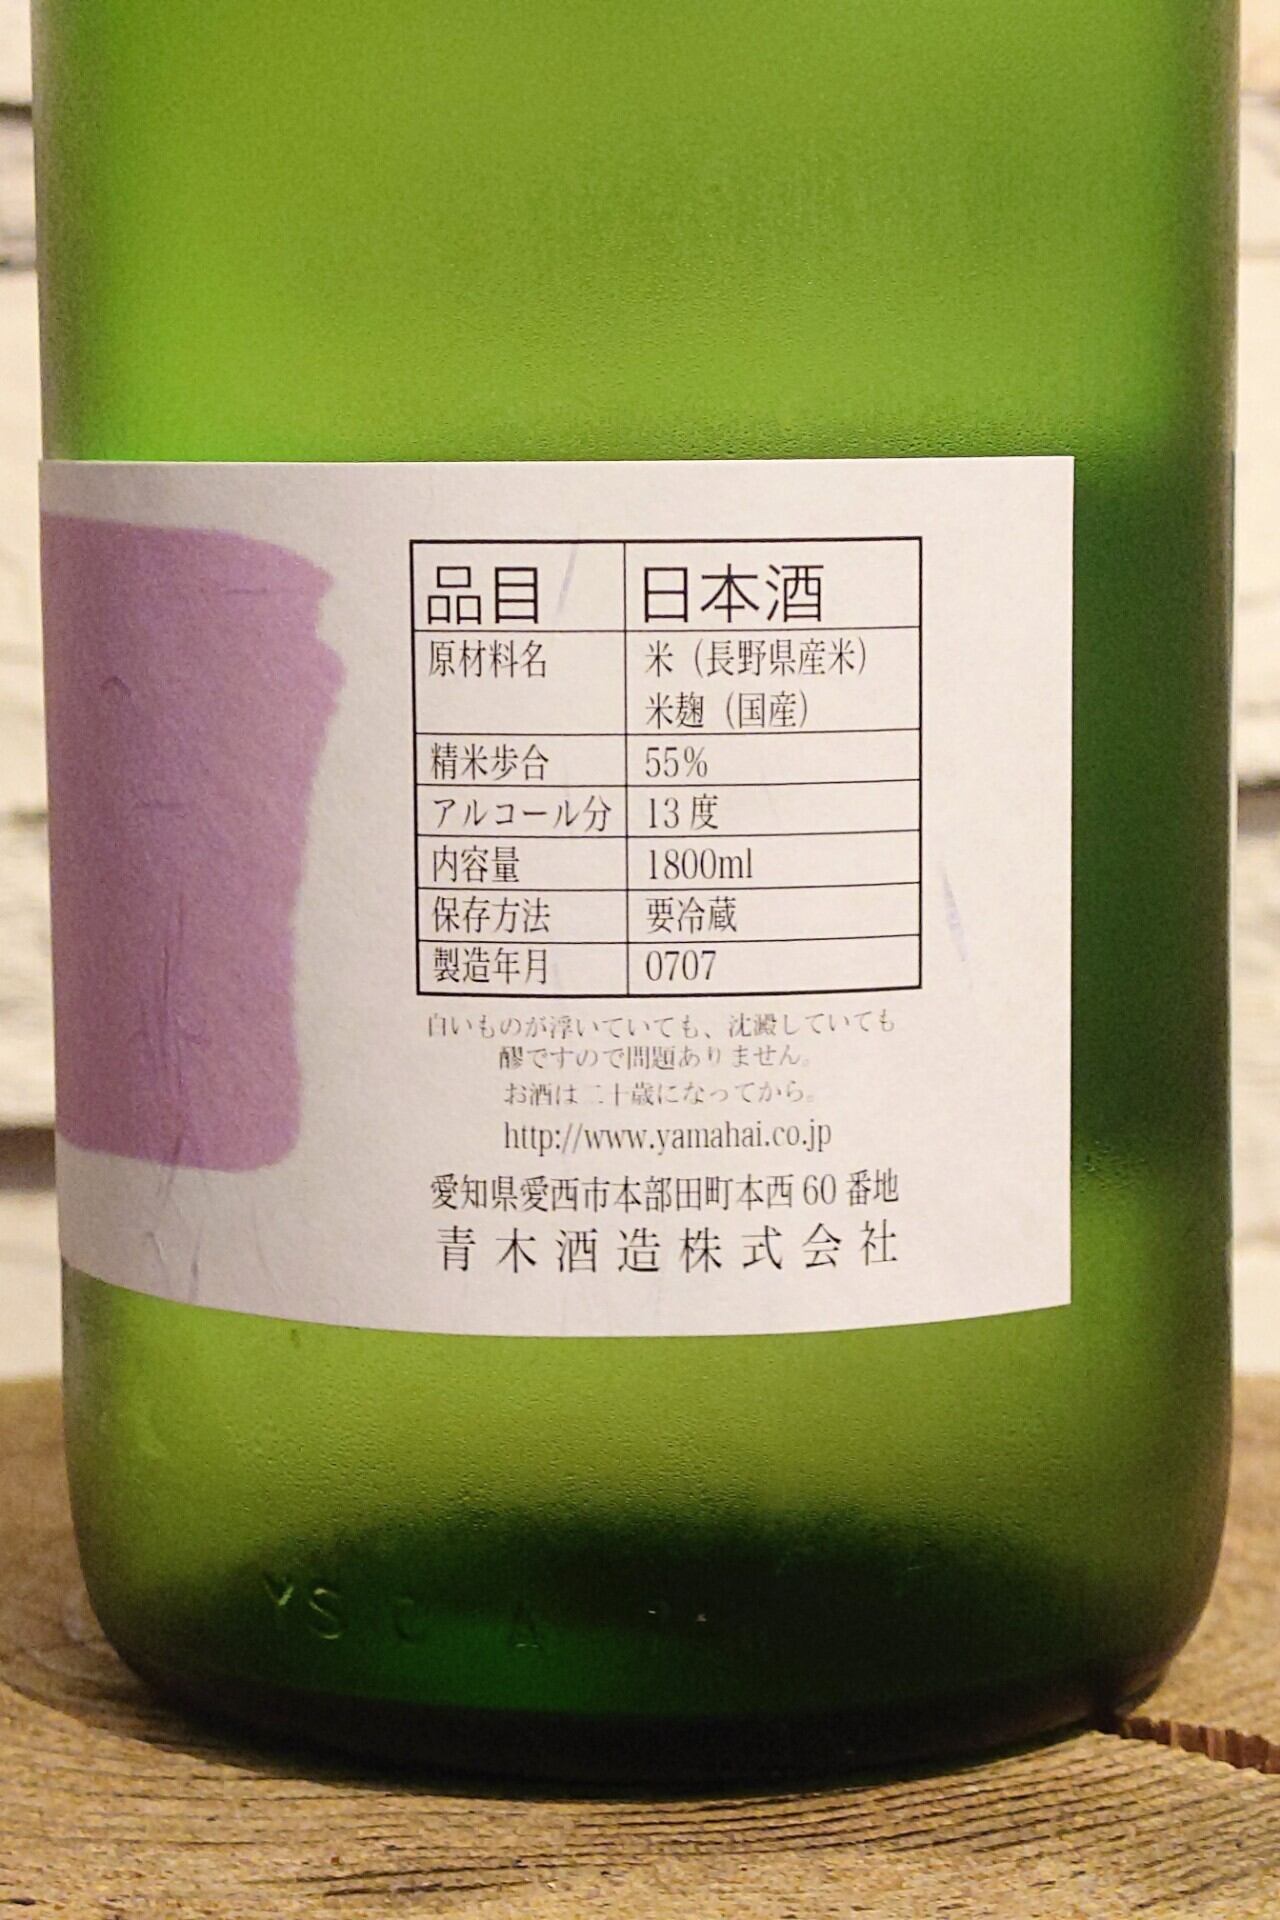 品目 日本酒
原材料名 米（長野県産米）
米麹（国産）
精米歩合 55%
アルコール分 13度
内容量 1800ml
保存方法 要冷蔵
製造年月 0707
白いものが浮いていても、沈澱していても
醪ですので問題ありません。
お酒は二十歳になってから。
http://www.yamahai.co.jp
愛知県愛西市本部田町本西60番地
青木酒造株式会社